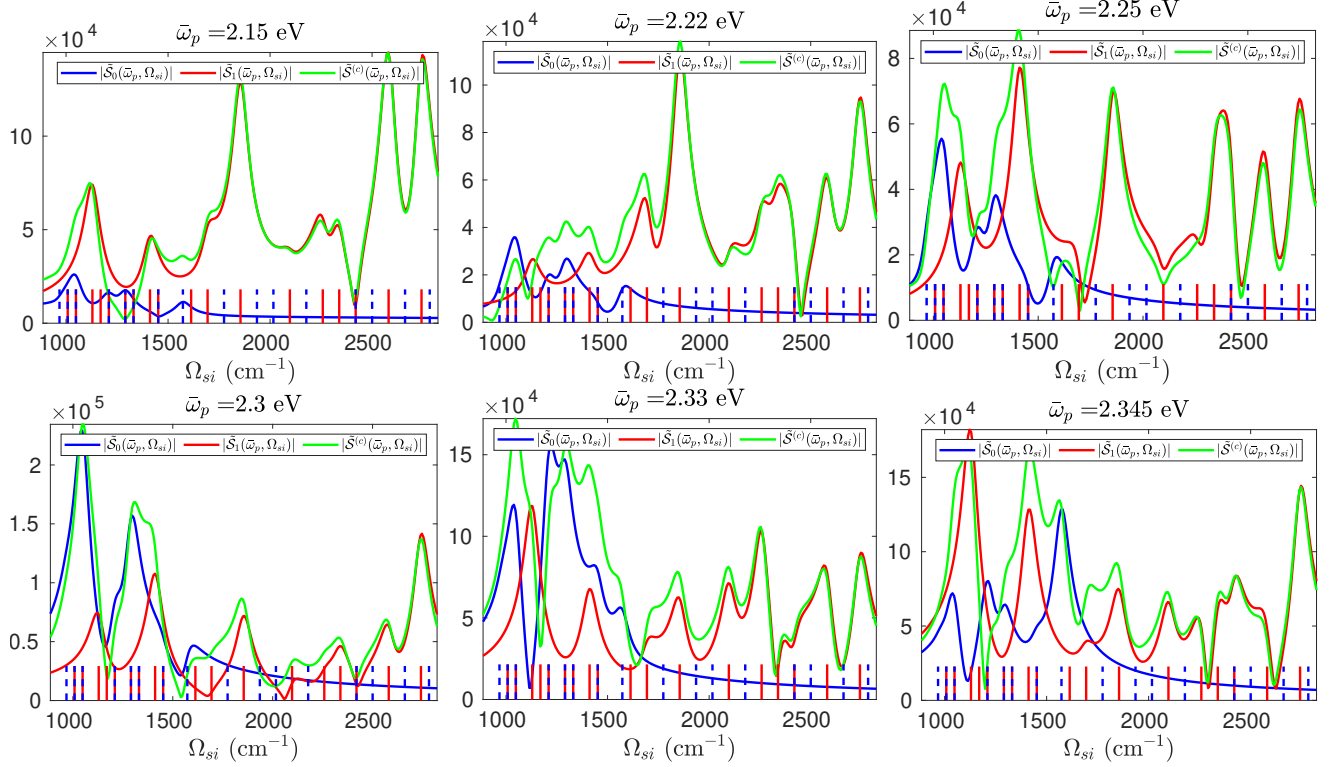 ω̄_p =2.15 eV
×10^4
|S̃_0(ω̄_p, Ω_si)| |S̃_1(ω̄_p, Ω_si)| |S̃^(c)(ω̄_p, Ω_si)|
10
5
0
1000 1500 2000 2500
Ω_si (cm^-1)
ω̄_p =2.22 eV
×10^4
|S̃_0(ω̄_p, Ω_si)| |S̃_1(ω̄_p, Ω_si)| |S̃^(c)(ω̄_p, Ω_si)|
10
8
6
4
2
0
1000 1500 2000 2500
Ω_si (cm^-1)
ω̄_p =2.25 eV
×10^4
|S̃_0(ω̄_p, Ω_si)| |S̃_1(ω̄_p, Ω_si)| |S̃^(c)(ω̄_p, Ω_si)|
8
6
4
2
0
1000 1500 2000 2500
Ω_si (cm^-1)
ω̄_p =2.3 eV
×10^5
|S̃_0(ω̄_p, Ω_si)| |S̃_1(ω̄_p, Ω_si)| |S̃^(c)(ω̄_p, Ω_si)|
2
1.5
1
0.5
0
1000 1500 2000 2500
Ω_si (cm^-1)
ω̄_p =2.33 eV
×10^4
|S̃_0(ω̄_p, Ω_si)| |S̃_1(ω̄_p, Ω_si)| |S̃^(c)(ω̄_p, Ω_si)|
15
10
5
0
1000 1500 2000 2500
Ω_si (cm^-1)
ω̄_p =2.345 eV
×10^4
|S̃_0(ω̄_p, Ω_si)| |S̃_1(ω̄_p, Ω_si)| |S̃^(c)(ω̄_p, Ω_si)|
15
10
5
0
1000 1500 2000 2500
Ω_si (cm^-1)